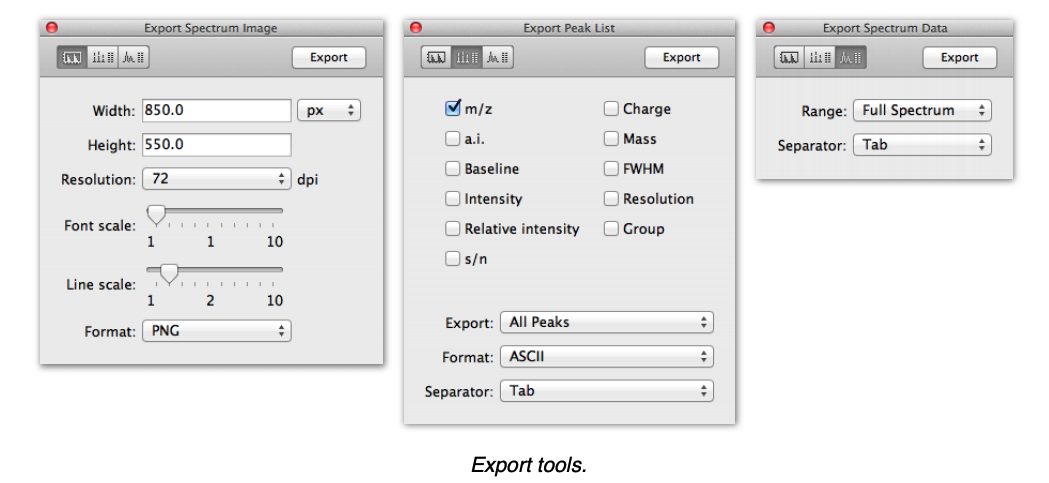 Export Spectrum Image
Export
Width: 850.0 px
Height: 550.0
Resolution: 72 dpi
Font scale:
1 1 10
Line scale:
1 2 10
Format: PNG
Export Peak List
Export
m/z Charge
a.i. Mass
Baseline FWHM
Intensity Resolution
Relative intensity Group
s/n
Export: All Peaks
Format: ASCII
Separator: Tab
Export Spectrum Data
Export
Range: Full Spectrum
Separator: Tab
Export tools.